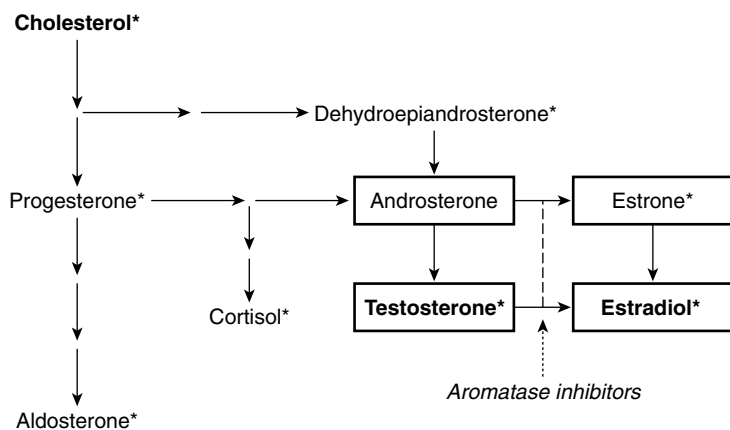 Cholesterol*
Dehydroepiandrosterone*
Progesterone*
Androsterone
Estrone*
Cortisol*
Testosterone*
Estradiol*
Aromatase inhibitors
Aldosterone*